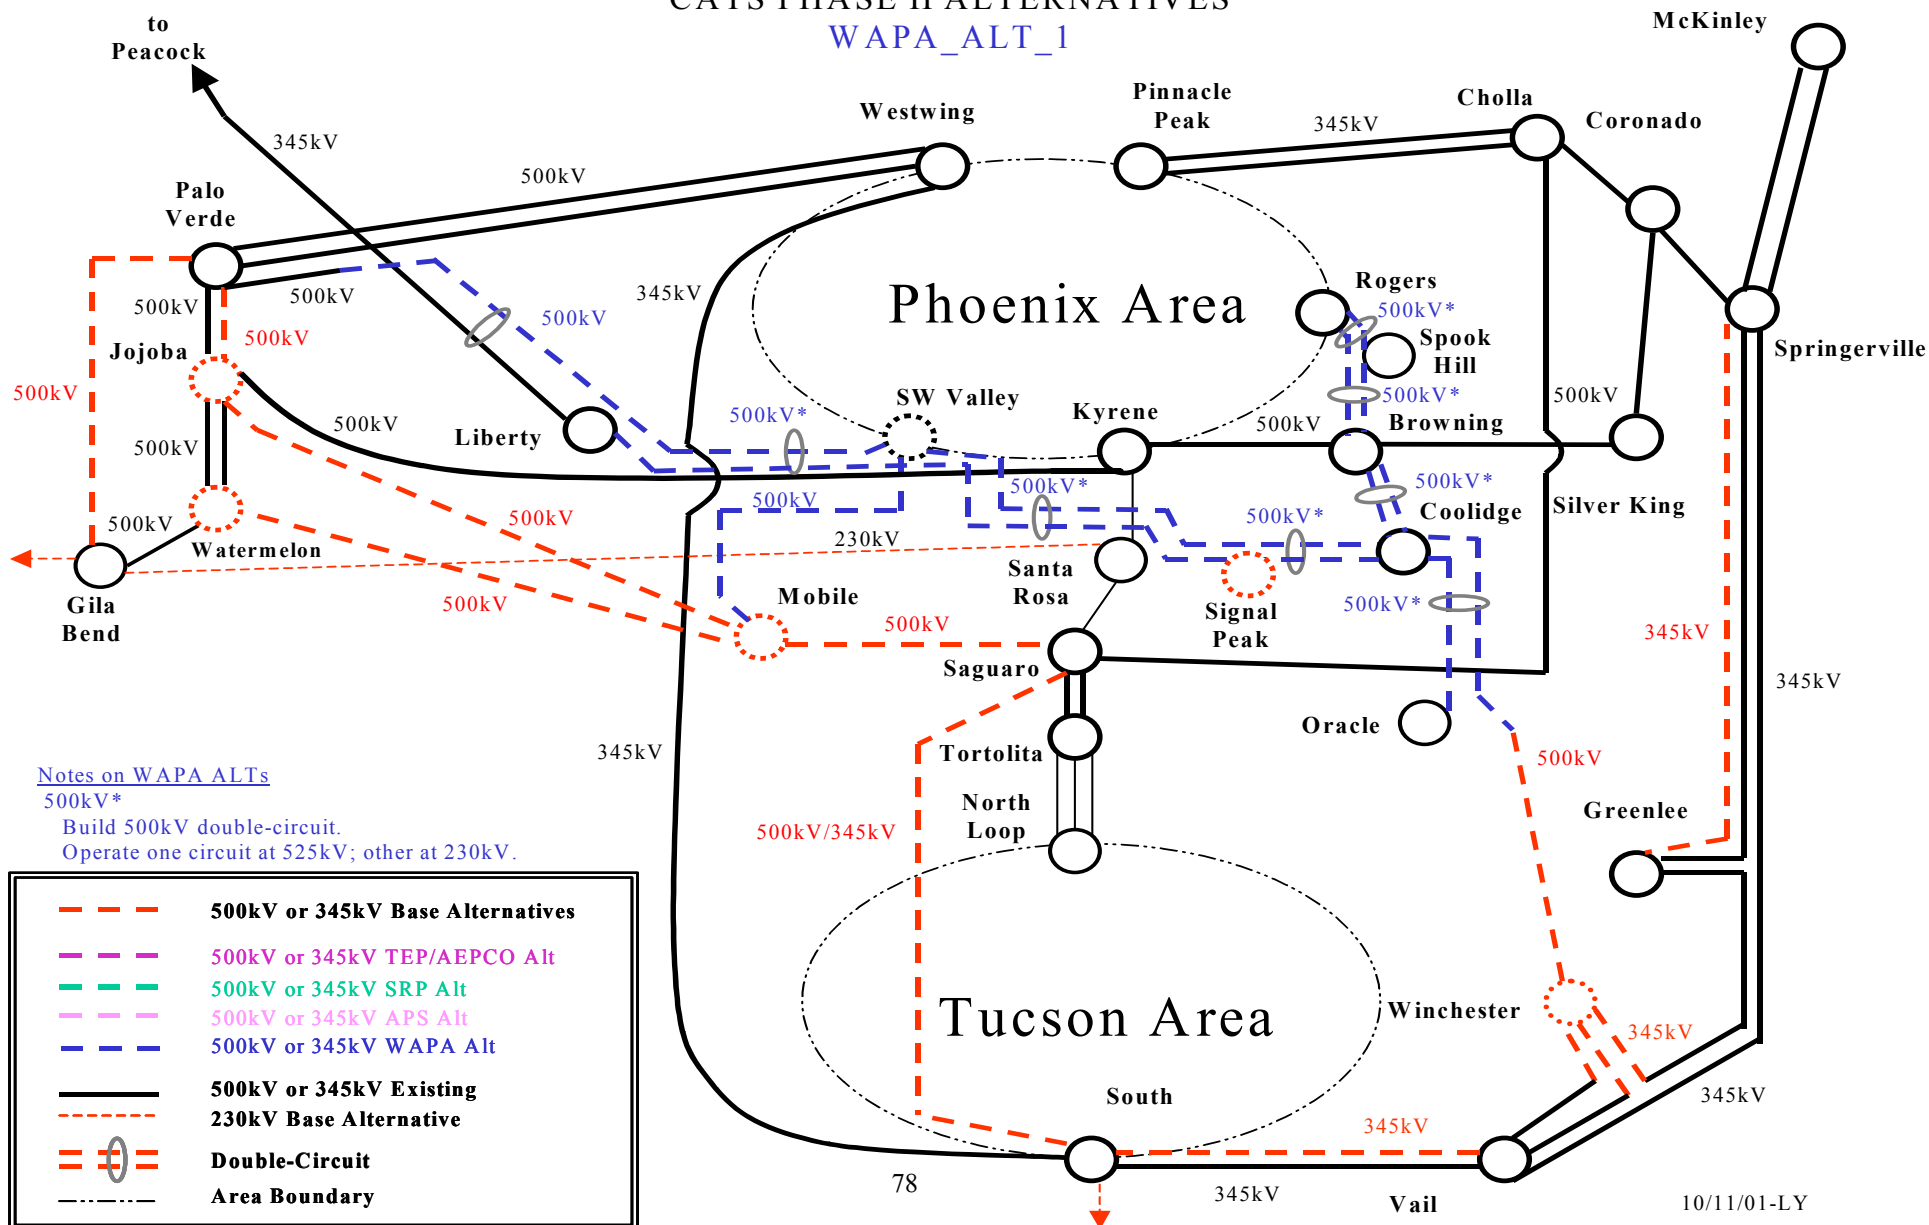 CATS PHASE II ALTERNATIVES
WAPA_ALT_1
to
Peacock
McKinley
Westwing
Pinnacle
Peak
345kV
Cholla
Coronado
345kV
500kV
Palo
Verde
500kV
345kV
500kV
500kV
500kV
Jojoba
500kV
Phoenix Area
Rogers
500kV*
Spook
Hill
Springerville
500kV
500kV*
SW Valley
Kyrene
500kV*
Browning
500kV
500kV
Liberty
500kV*
500kV
500kV*
500kV
500kV
500kV
Watermelon
500kV*
Coolidge
Silver King
500kV*
230kV
Santa
Rosa
Gila
Bend
500kV
Mobile
500kV
Signal
Peak
500kV*
345kV
Saguaro
345kV
Oracle
345kV
Tortolita
500kV
North
Loop
500kV/345kV
Greenlee
Notes on WAPA ALTs
500kV*
Build 500kV double-circuit.
Operate one circuit at 525kV; other at 230kV.
500kV or 345kV Base Alternatives
500kV or 345kV TEP/AEPCO Alt
500kV or 345kV SRP Alt
500kV or 345kV APS Alt
500kV or 345kV WAPA Alt
500kV or 345kV Existing
230kV Base Alternative
Double-Circuit
Area Boundary
Tucson Area
Winchester
345kV
345kV
South
345kV
78
345kV
Vail
10/11/01-LY